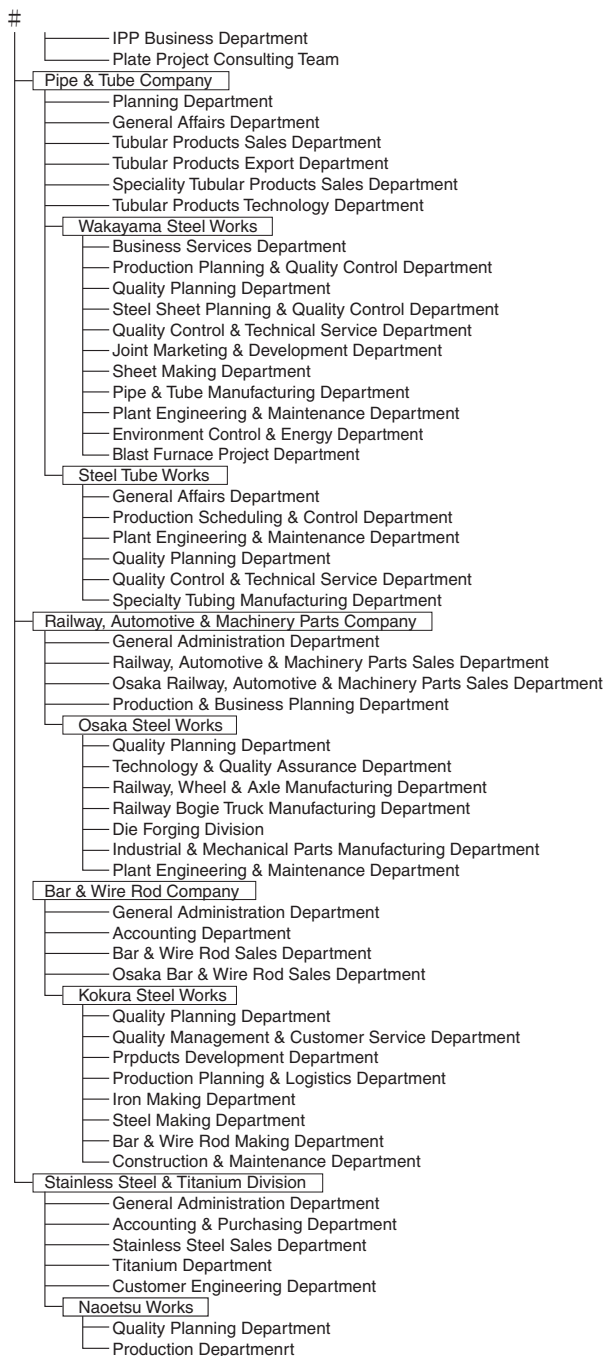 #
IPP Business Department
Plate Project Consulting Team
Pipe & Tube Company
Planning Department
General Affairs Department
Tubular Products Sales Department
Tubular Products Export Department
Speciality Tubular Products Sales Department
Tubular Products Technology Department
Wakayama Steel Works
Business Services Department
Production Planning & Quality Control Department
Quality Planning Department
Steel Sheet Planning & Quality Control Department
Quality Control & Technical Service Department
Joint Marketing & Development Department
Sheet Making Department
Pipe & Tube Manufacturing Department
Plant Engineering & Maintenance Department
Environment Control & Energy Department
Blast Furnace Project Department
Steel Tube Works
General Affairs Department
Production Scheduling & Control Department
Plant Engineering & Maintenance Department
Quality Planning Department
Quality Control & Technical Service Department
Specialty Tubing Manufacturing Department
Railway, Automotive & Machinery Parts Company
General Administration Department
Railway, Automotive & Machinery Parts Sales Department
Osaka Railway, Automotive & Machinery Parts Sales Department
Production & Business Planning Department
Osaka Steel Works
Quality Planning Department
Technology & Quality Assurance Department
Railway, Wheel & Axle Manufacturing Department
Railway Bogie Truck Manufacturing Department
Die Forging Division
Industrial & Mechanical Parts Manufacturing Department
Plant Engineering & Maintenance Department
Bar & Wire Rod Company
General Administration Department
Accounting Department
Bar & Wire Rod Sales Department
Osaka Bar & Wire Rod Sales Department
Kokura Steel Works
Quality Planning Department
Quality Management & Customer Service Department
Prpducts Development Department
Production Planning & Logistics Department
Iron Making Department
Steel Making Department
Bar & Wire Rod Making Department
Construction & Maintenance Department
Stainless Steel & Titanium Division
General Administration Department
Accounting & Purchasing Department
Stainless Steel Sales Department
Titanium Department
Customer Engineering Department
Naoetsu Works
Quality Planning Department
Production Departmenrt